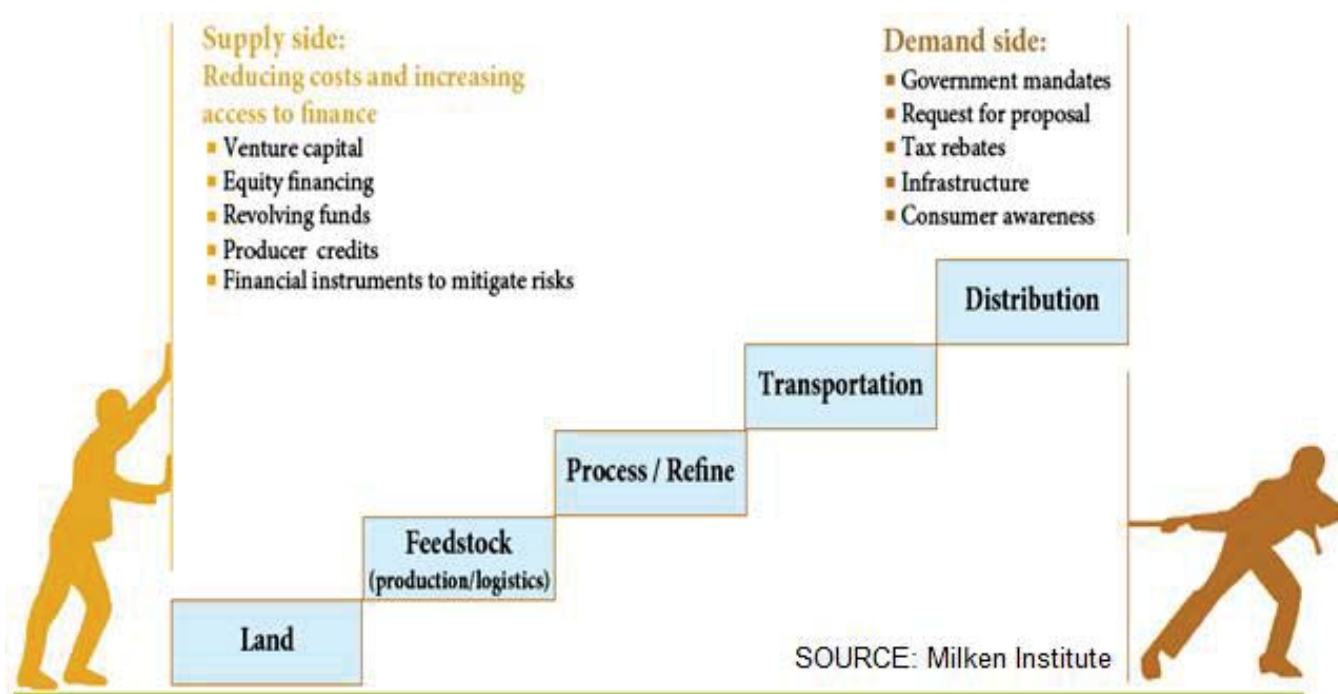 Supply side:
Reducing costs and increasing
access to finance
▪ Venture capital
▪ Equity financing
▪ Revolving funds
▪ Producer credits
▪ Financial instruments to mitigate risks
Demand side:
▪ Government mandates
▪ Request for proposal
▪ Tax rebates
▪ Infrastructure
▪ Consumer awareness
Distribution
Transportation
Process / Refine
Feedstock
(production/logistics)
Land
SOURCE: Milken Institute